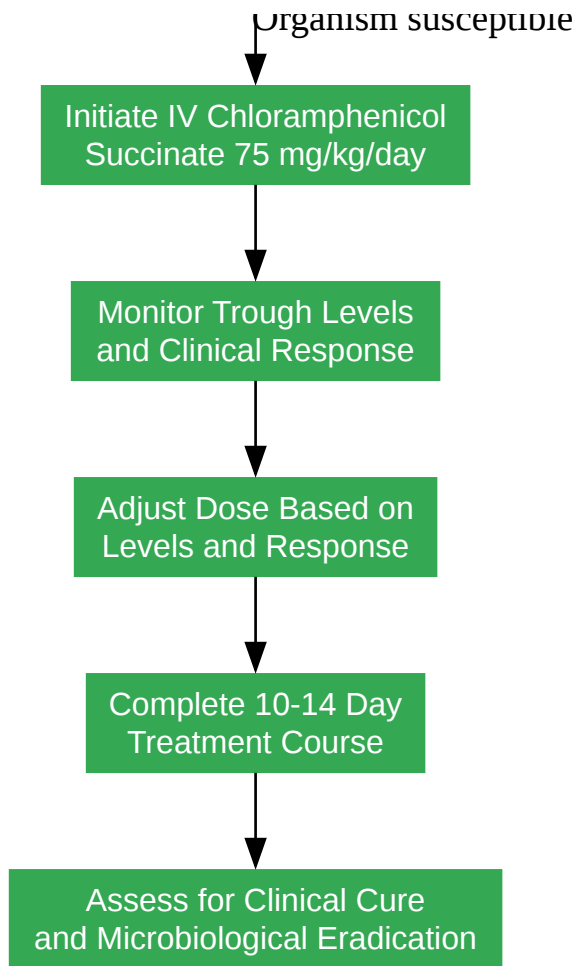 Organism susceptible
Initiate IV Chloramphenicol
Succinate 75 mg/kg/day
Monitor Trough Levels
and Clinical Response
Adjust Dose Based on
Levels and Response
Complete 10-14 Day
Treatment Course
Assess for Clinical Cure
and Microbiological Eradication